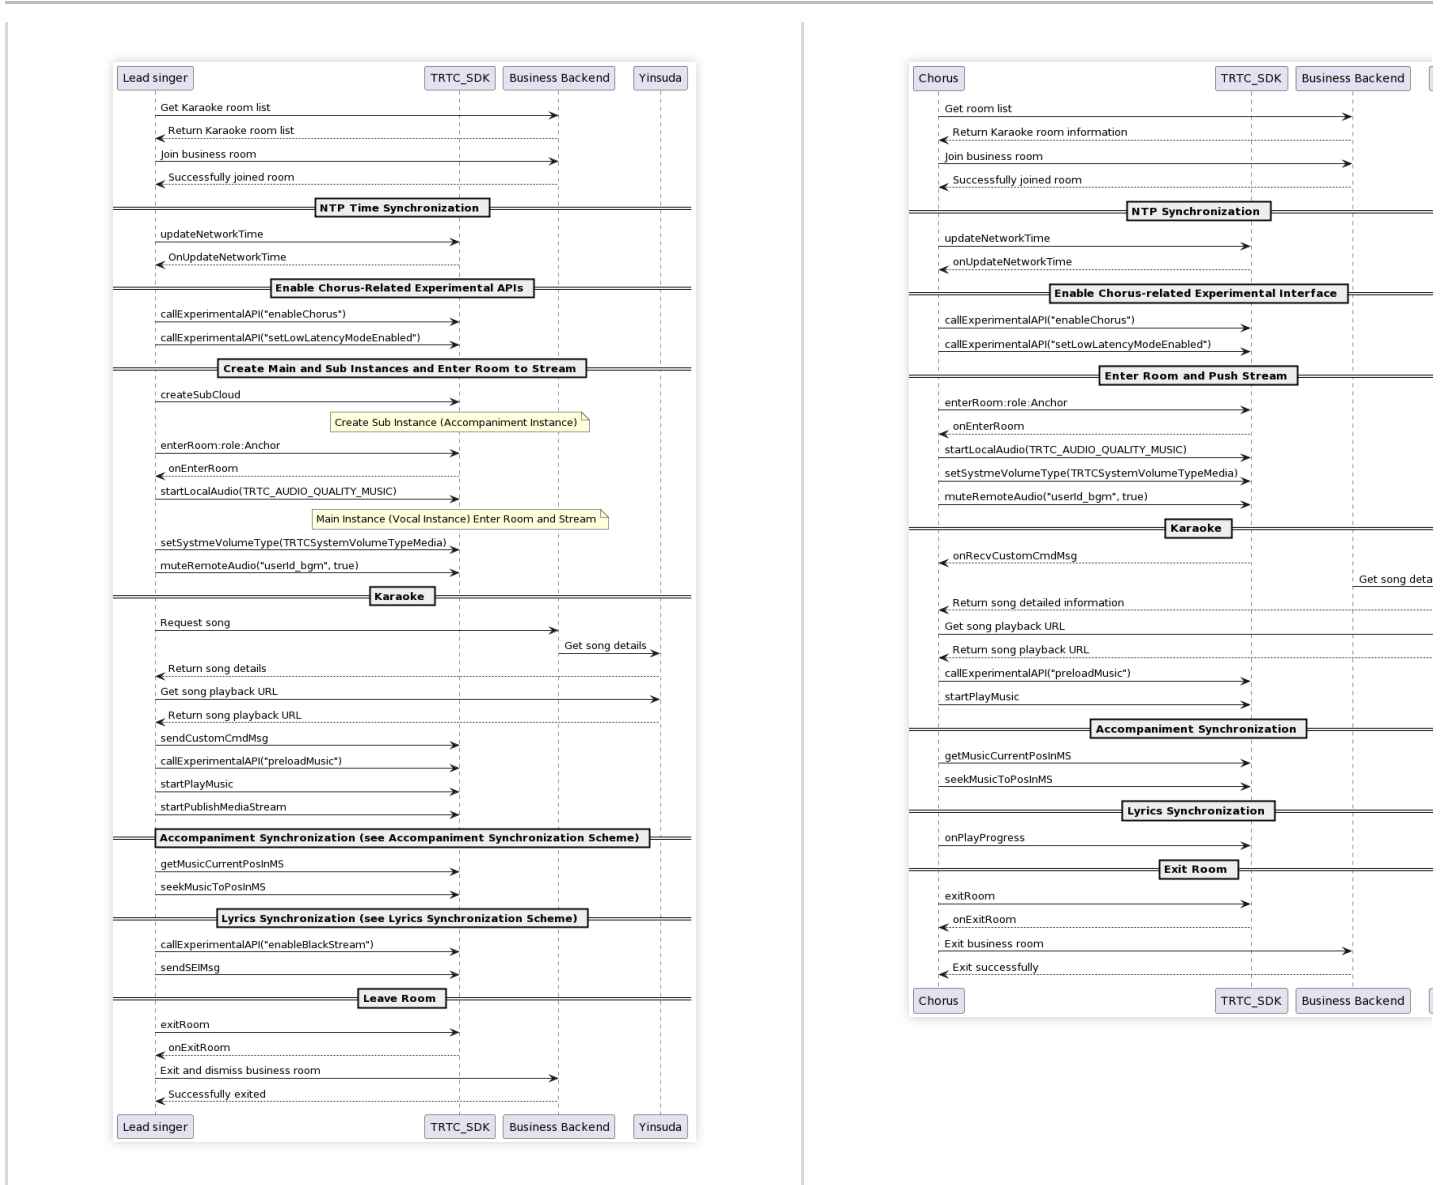 Lead singer
TRTC_SDK
Business Backend
Yinsuda
Get Karaoke room list
Return Karaoke room list
Join business room
Successfully joined room
NTP Time Synchronization
updateNetworkTime
OnUpdateNetworkTime
Enable Chorus-Related Experimental APIs
callExperimentalAPI("enableChorus")
callExperimentalAPI("setLowLatencyModeEnabled")
Create Main and Sub Instances and Enter Room to Stream
createSubCloud
Create Sub Instance (Accompaniment Instance)
enterRoom:role:Anchor
onEnterRoom
startLocalAudio(TRTC_AUDIO_QUALITY_MUSIC)
Main Instance (Vocal Instance) Enter Room and Stream
setSystmeVolumeType(TRTCSystemVolumeTypeMedia)
muteRemoteAudio("userId_bgm", true)
Karaoke
Request song
Get song details
Return song details
Get song playback URL
Return song playback URL
sendCustomCmdMsg
callExperimentalAPI("preloadMusic")
startPlayMusic
startPublishMediaStream
Accompaniment Synchronization (see Accompaniment Synchronization Scheme)
getMusicCurrentPosInMS
seekMusicToPosInMS
Lyrics Synchronization (see Lyrics Synchronization Scheme)
callExperimentalAPI("enableBlackStream")
sendSEIMsg
Leave Room
exitRoom
onExitRoom
Exit and dismiss business room
Successfully exited
Lead singer
TRTC_SDK
Business Backend
Yinsuda
Chorus
TRTC_SDK
Business Backend
Get room list
Return Karaoke room information
Join business room
Successfully joined room
NTP Synchronization
updateNetworkTime
onUpdateNetworkTime
Enable Chorus-related Experimental Interface
callExperimentalAPI("enableChorus")
callExperimentalAPI("setLowLatencyModeEnabled")
Enter Room and Push Stream
enterRoom:role:Anchor
onEnterRoom
startLocalAudio(TRTC_AUDIO_QUALITY_MUSIC)
setSystmeVolumeType(TRTCSystemVolumeTypeMedia)
muteRemoteAudio("userId_bgm", true)
Karaoke
onRecvCustomCmdMsg
Get song deta
Return song detailed information
Get song playback URL
Return song playback URL
callExperimentalAPI("preloadMusic")
startPlayMusic
Accompaniment Synchronization
getMusicCurrentPosInMS
seekMusicToPosInMS
Lyrics Synchronization
onPlayProgress
Exit Room
exitRoom
onExitRoom
Exit business room
Exit successfully
Chorus
TRTC_SDK
Business Backend